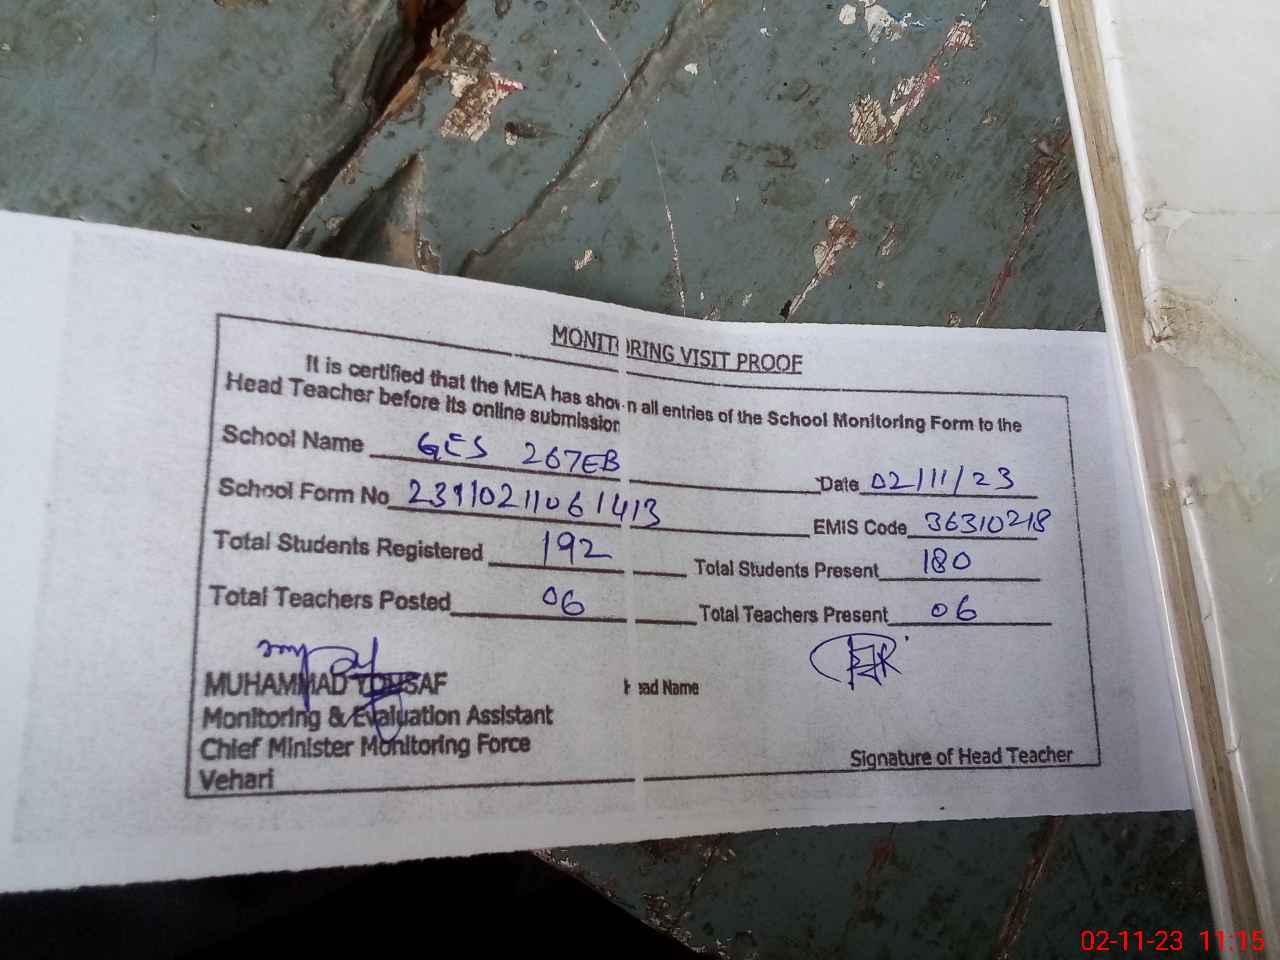 MONITORING VISIT PROOF
It is certified that the MEA has shown all entries of the School Monitoring Form to the
Head Teacher before its online submission
School Name GES 267EB Date 02/11/23
School Form No 23110211061413 EMIS Code 36310218
Total Students Registered 192 Total Students Present 180
Total Teachers Posted 06 Total Teachers Present 06
MUHAMMAD YOUSAF Head Name
Monitoring & Evaluation Assistant
Chief Minister Monitoring Force
Vehari Signature of Head Teacher
02-11-23 11:15